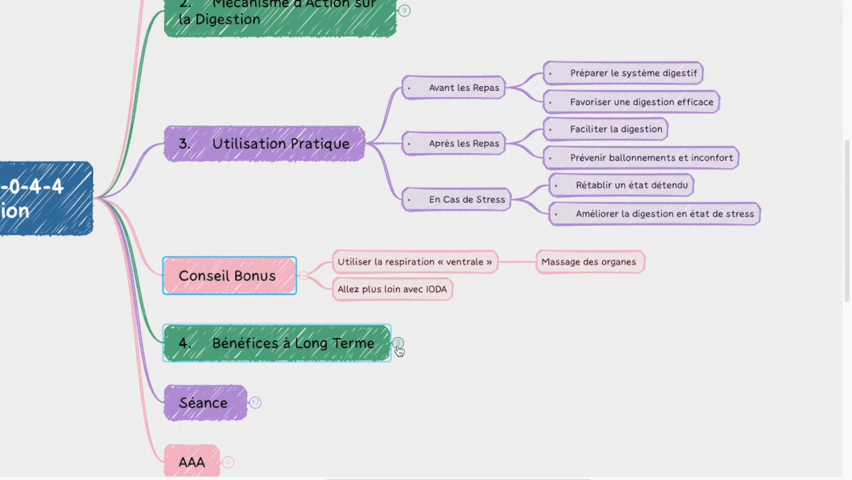 2. Mécanisme d'Action sur
la Digestion
9
• Préparer le système digestif
• Avant les Repas
• Favoriser une digestion efficace
• Faciliter la digestion
3. Utilisation Pratique
• Après les Repas
• Prévenir ballonnements et inconfort
-0-4-4
ion
• Rétablir un état détendu
• En Cas de Stress
• Améliorer la digestion en état de stress
Utiliser la respiration « ventrale »
Massage des organes
Conseil Bonus
Allez plus loin avec IODA
4. Bénéfices à Long Terme
Séance
17
AAA